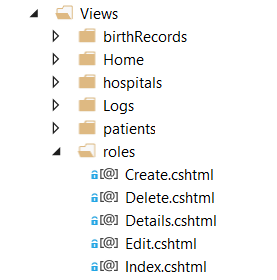 Views
birthRecords
Home
hospitals
Logs
patients
roles
[@] Create.cshtml
[@] Delete.cshtml
[@] Details.cshtml
[@] Edit.cshtml
[@] Index.cshtml